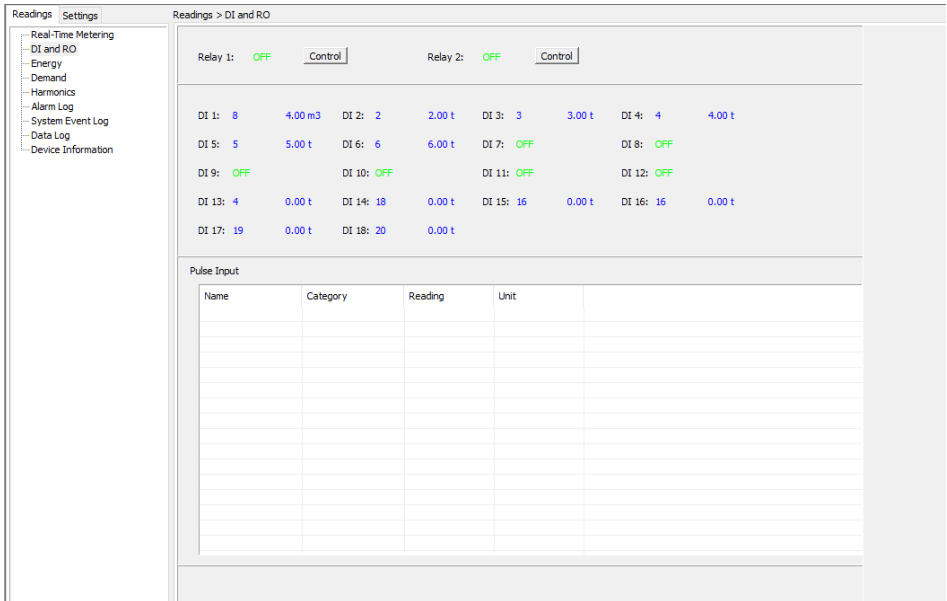 Readings Settings
Readings > DI and RO
Real-Time Metering
DI and RO
Energy
Demand
Harmonics
Alarm Log
System Event Log
Data Log
Device Information
Relay 1: OFF Control Relay 2: OFF Control
DI 1: 8 4.00 m3 DI 2: 2 2.00 t DI 3: 3 3.00 t DI 4: 4 4.00 t
DI 5: 5 5.00 t DI 6: 6 6.00 t DI 7: OFF DI 8: OFF
DI 9: OFF DI 10: OFF DI 11: OFF DI 12: OFF
DI 13: 4 0.00 t DI 14: 18 0.00 t DI 15: 16 0.00 t DI 16: 16 0.00 t
DI 17: 19 0.00 t DI 18: 20 0.00 t
Pulse Input
Name Category Reading Unit